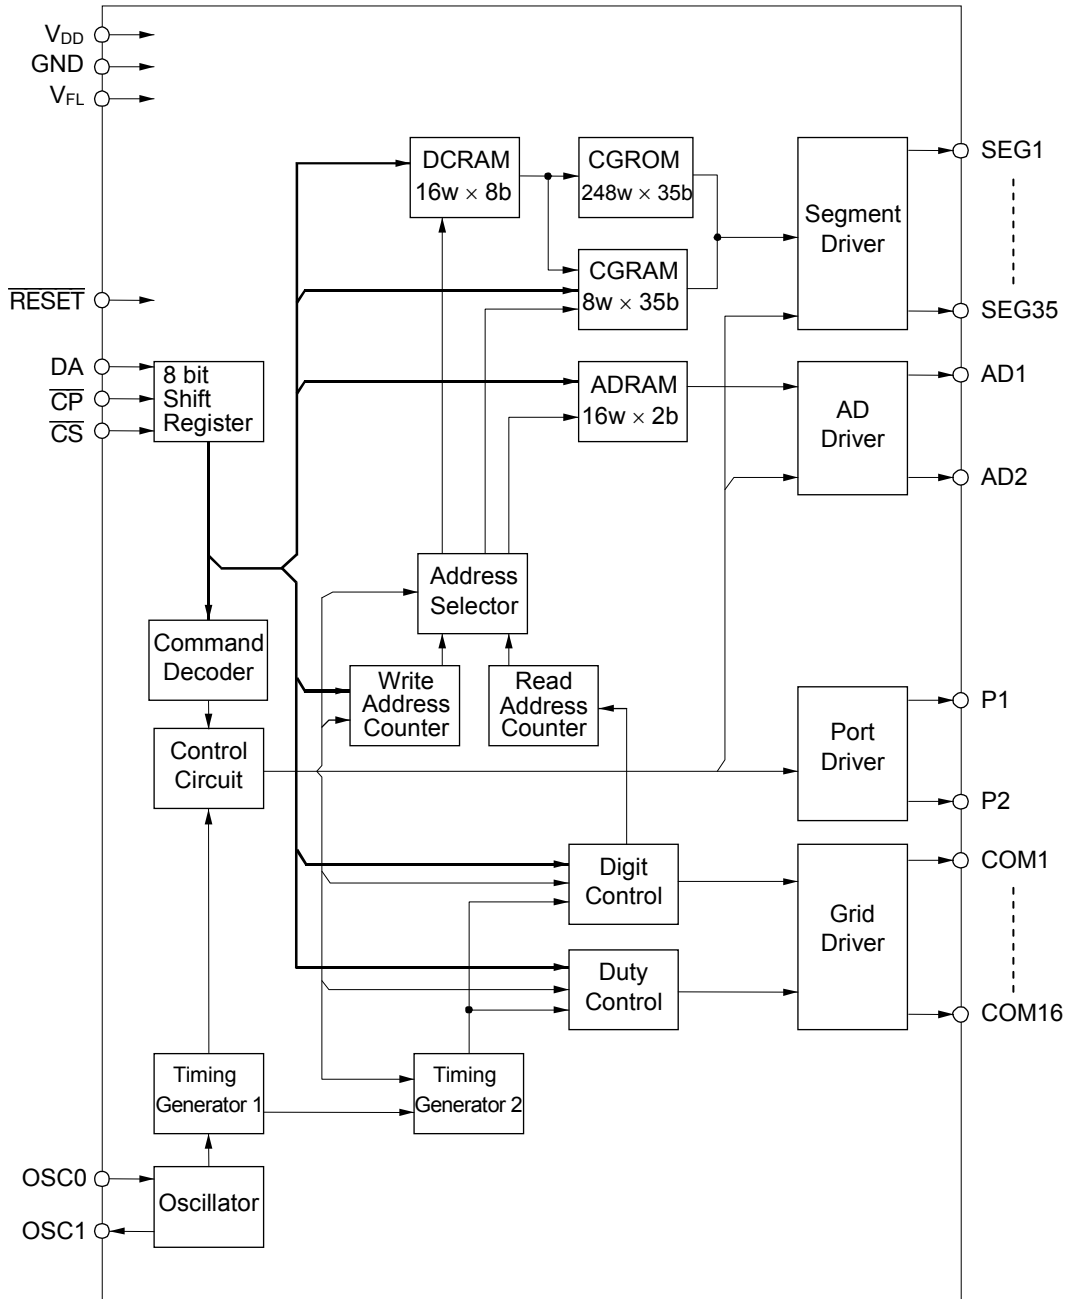 VDD
GND
VFL
RESET
DA
CP
CS
8 bit
Shift
Register
DCRAM
16w × 8b
CGROM
248w × 35b
CGRAM
8w × 35b
ADRAM
16w × 2b
Segment
Driver
SEG1
SEG35
AD
Driver
AD1
AD2
Address
Selector
Command
Decoder
Write
Address
Counter
Read
Address
Counter
Control
Circuit
Port
Driver
P1
P2
Digit
Control
Duty
Control
Grid
Driver
COM1
COM16
Timing
Generator 1
Timing
Generator 2
OSC0
OSC1
Oscillator